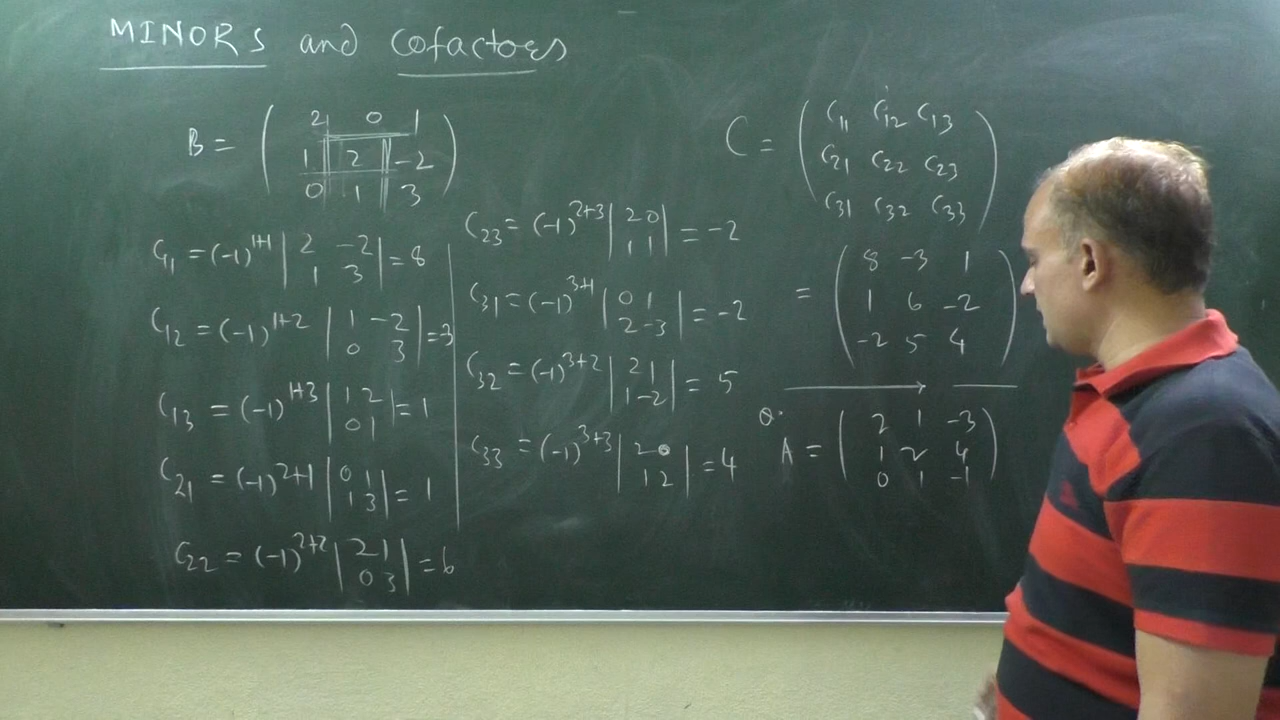 MINORS and Cofactors
B = ( 2 0 1
1 2 -2
0 1 3 )
C11 = (-1)^1+1 | 2 -2
1 3 | = 8
C12 = (-1)^1+2 | 1 -2
0 3 | = -3
C13 = (-1)^1+3 | 1 2
0 1 | = 1
C21 = (-1)^2+1 | 0 1
1 3 | = 1
C22 = (-1)^2+2 | 2 1
0 3 | = 6
C23 = (-1)^2+3 | 2 0
1 1 | = -2
C31 = (-1)^3+1 | 0 1
2 -3 | = -2
C32 = (-1)^3+2 | 2 1
1 -2 | = 5
C33 = (-1)^3+3 | 2 0
1 2 | = 4
C = ( C11 C12 C13
C21 C22 C23
C31 C32 C33 )
= ( 8 -3 1
1 6 -2
-2 5 4 )
Q.
A = ( 2 1 -3
1 2 4
0 1 -1 )